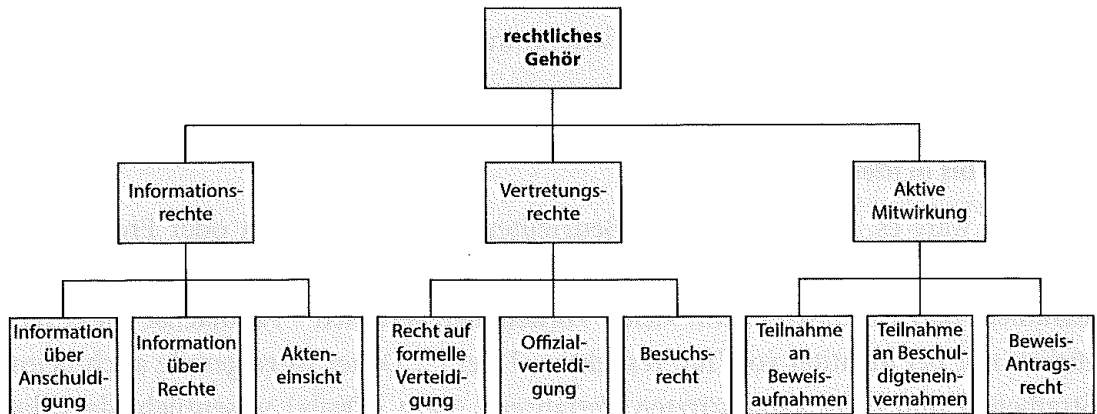 rechtliches
Gehör
Informations-
rechte
Vertretungs-
rechte
Aktive
Mitwirkung
Information
über
Anschuldi-
gung
Information
über
Rechte
Akten-
einsicht
Recht auf
formelle
Verteidi-
gung
Offizial-
verteidi-
gung
Besuchs-
recht
Teilnahme
an
Beweis-
aufnahmen
Teilnahme
an Beschul-
digtenein-
vernahmen
Beweis-
Antrags-
recht